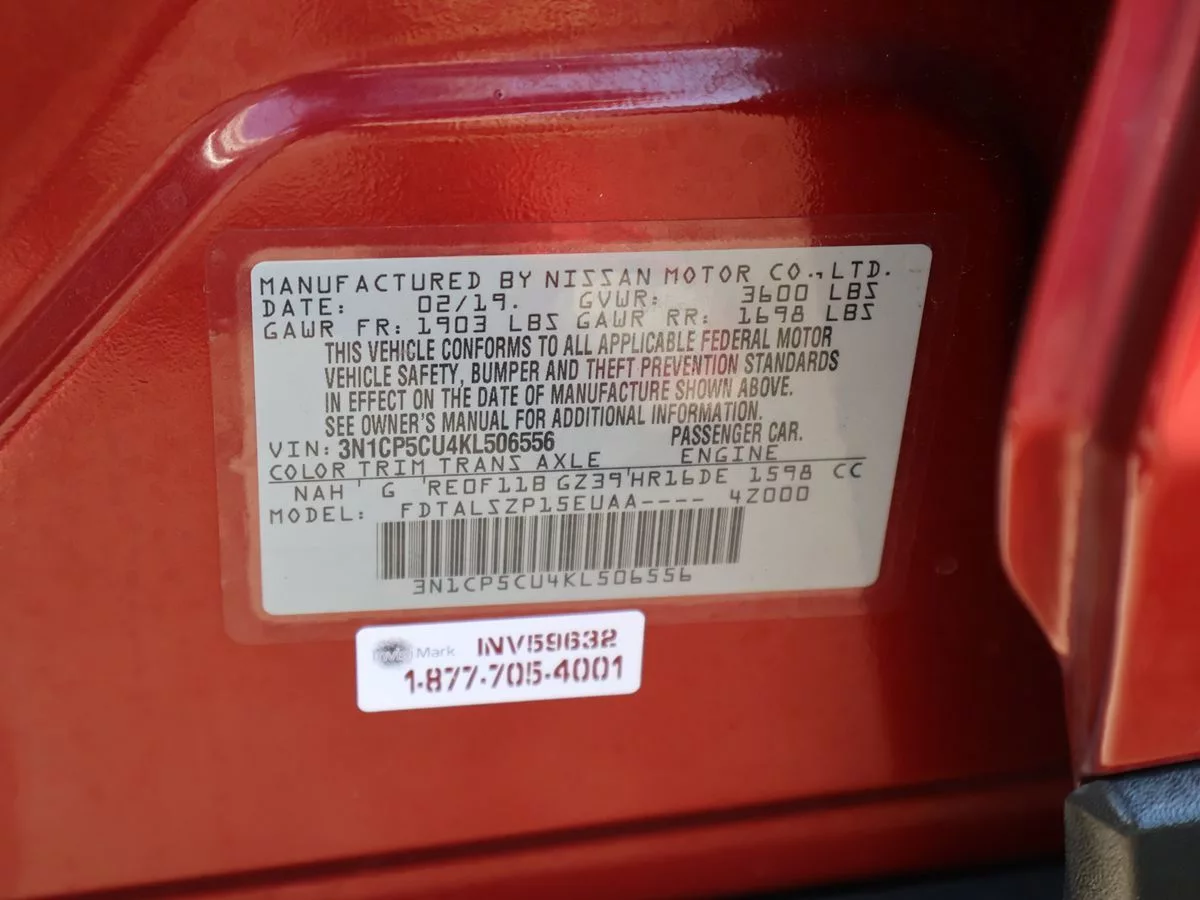 MANUFACTURED BY NISSAN MOTOR CO.,LTD.
DATE: 02/19. GVWR: 3600 LBS
GAWR FR: 1903 LBS GAWR RR: 1698 LBS
THIS VEHICLE CONFORMS TO ALL APPLICABLE FEDERAL MOTOR
VEHICLE SAFETY, BUMPER AND THEFT PREVENTION STANDARDS
IN EFFECT ON THE DATE OF MANUFACTURE SHOWN ABOVE.
SEE OWNER'S MANUAL FOR ADDITIONAL INFORMATION.
VIN: 3N1CP5CU4KL506556 PASSENGER CAR.
COLOR TRIM TRANS AXLE ENGINE
NAH ' G 'RE0F11B GZ39'HR16DE 1598 CC
MODEL: FDTALSZP15EUAA---- 4Z000
3N1CP5CU4KL506556
Mark INV59632
1-877-705-4001